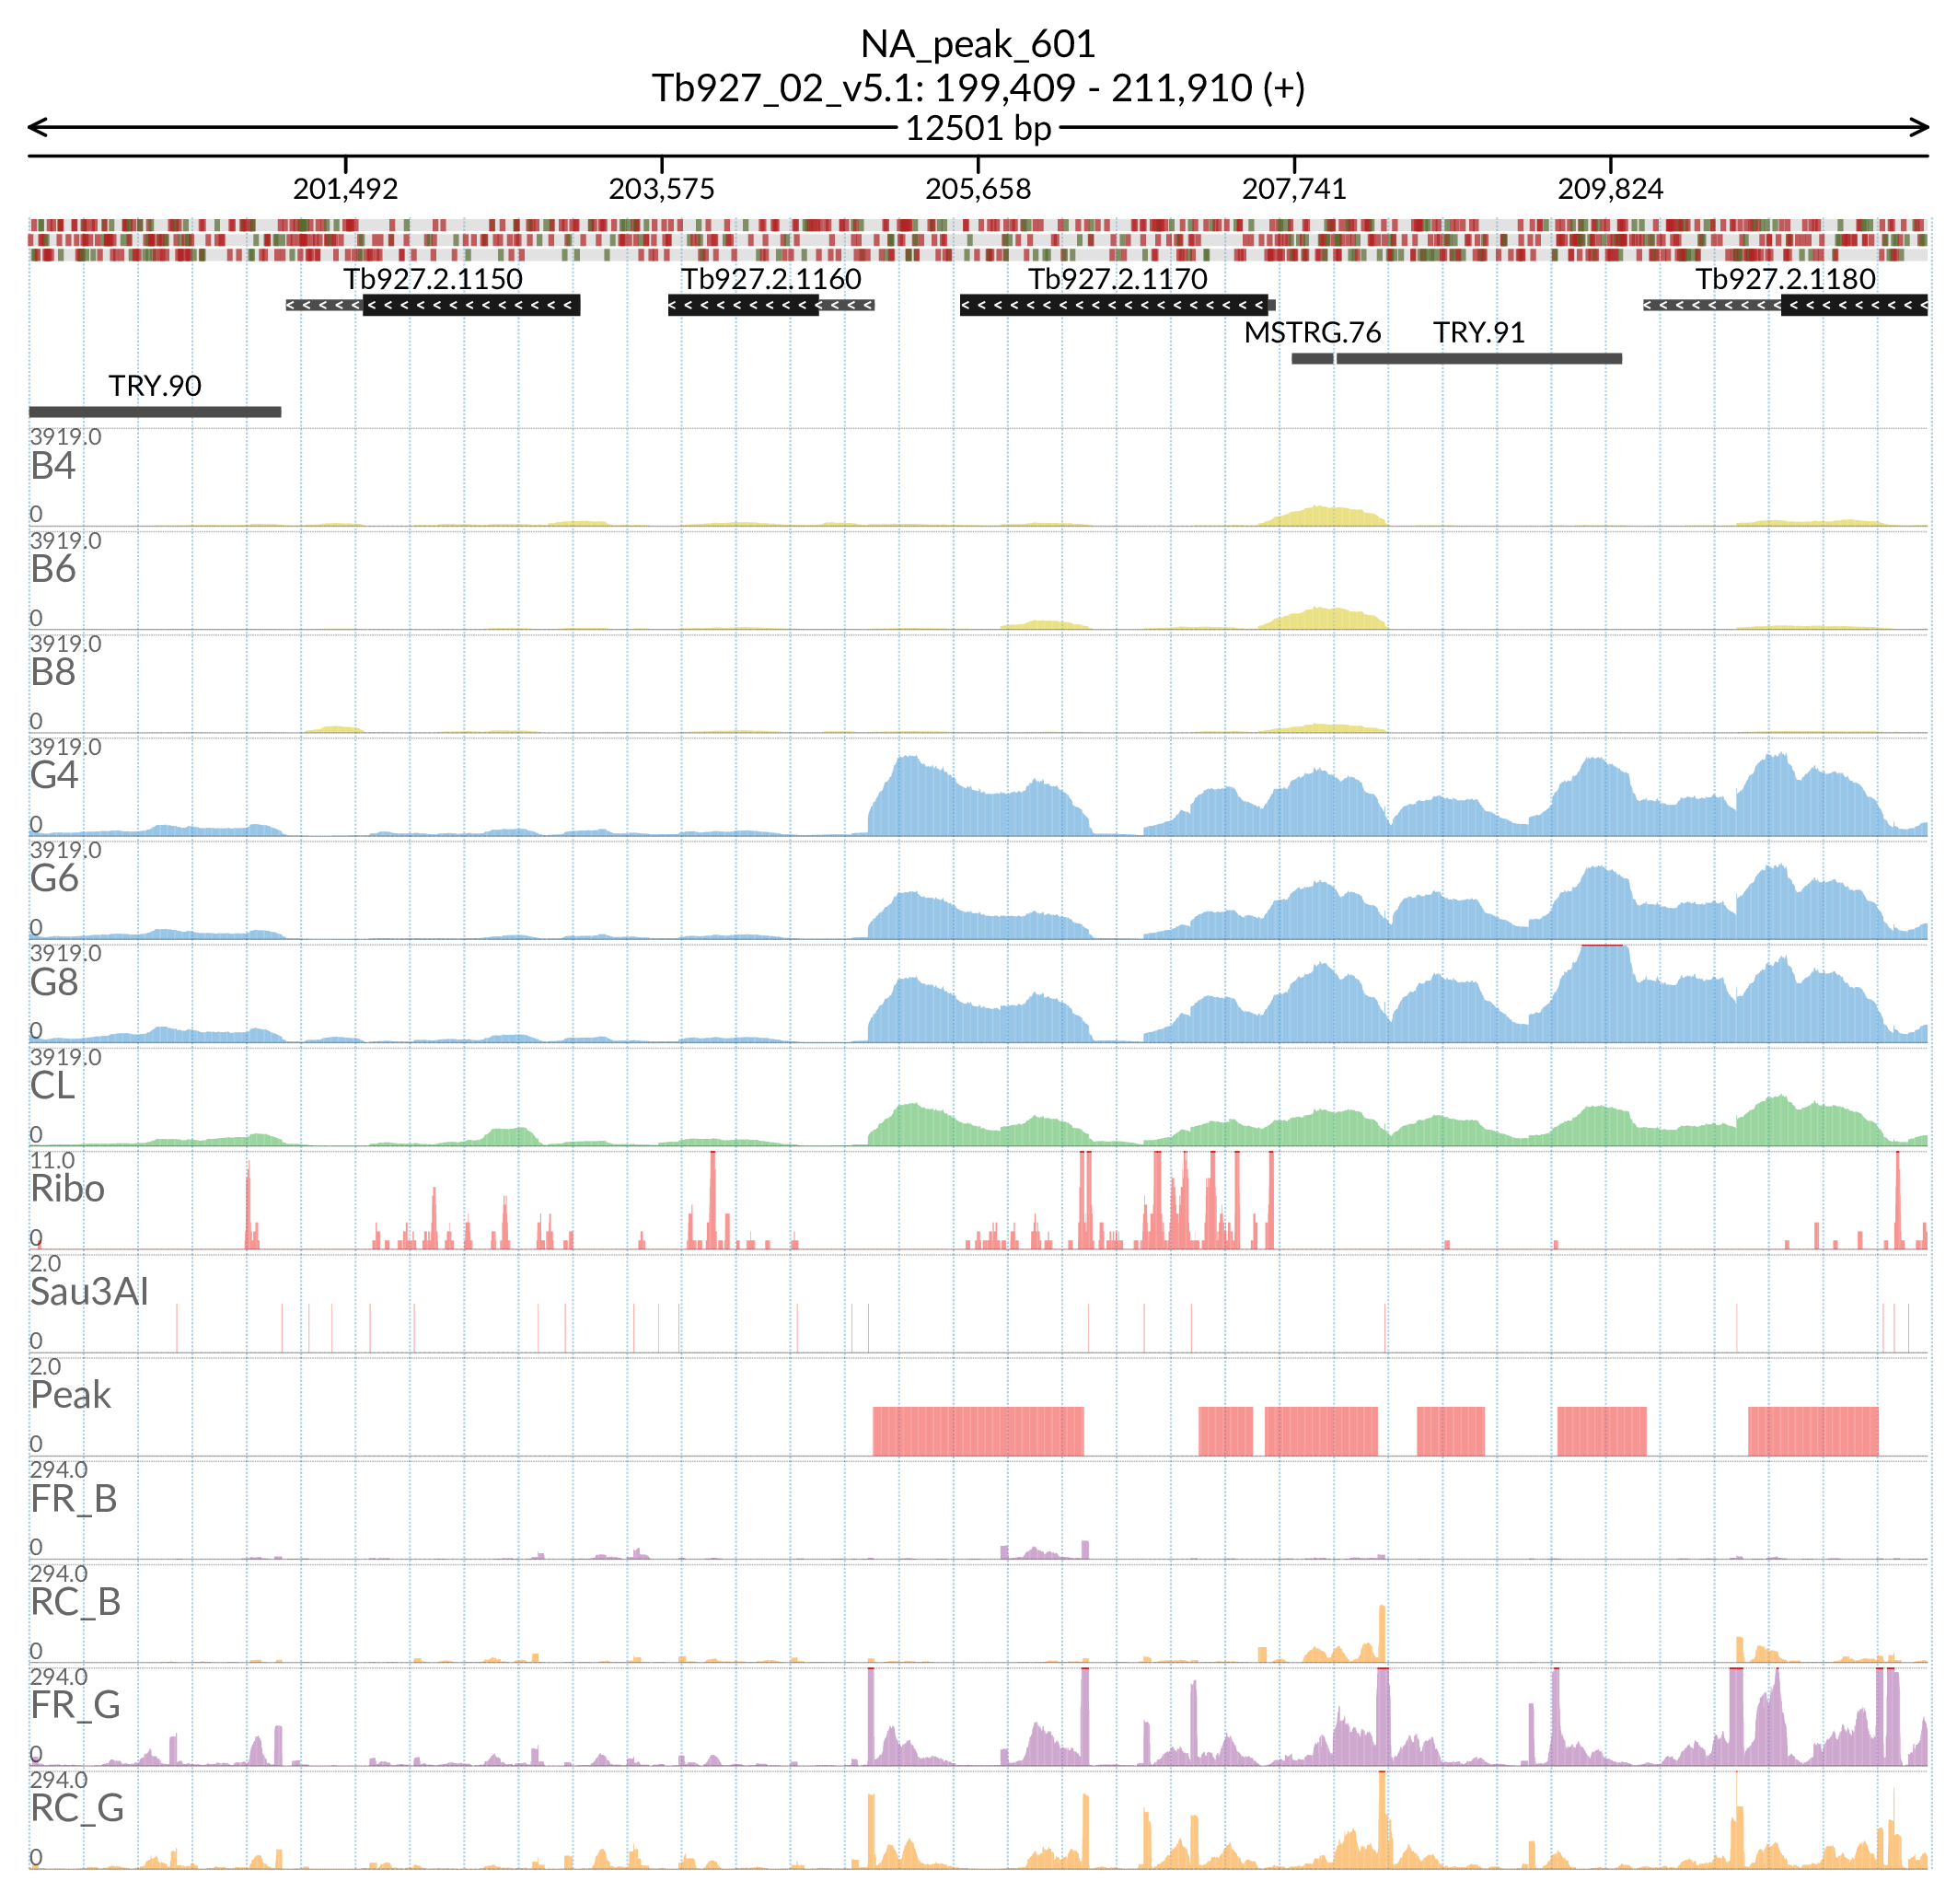 NA_peak_601
Tb927_02_v5.1: 199,409 - 211,910 (+)
12501 bp
201,492 203,575 205,658 207,741 209,824
Tb927.2.1150 Tb927.2.1160 Tb927.2.1170 Tb927.2.1180
MSTRG.76 TRY.91
TRY.90
3919.0
B4
0
3919.0
B6
0
3919.0
B8
0
3919.0
G4
0
3919.0
G6
0
3919.0
G8
0
3919.0
CL
0
11.0
Ribo
0
2.0
Sau3AI
0
2.0
Peak
0
294.0
FR_B
0
294.0
RC_B
0
294.0
FR_G
0
294.0
RC_G
0